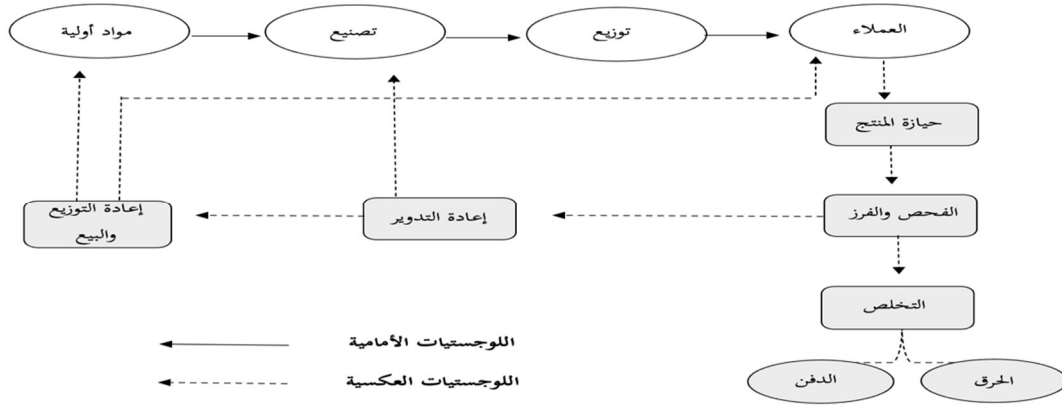 مواد أولية
تصنيع
توزيع
العملاء
حيازة المنتج
الفحص والفرز
إعادة التدوير
إعادة التوزيع
والبيع
التخلص
الدفن
الحرق
اللوجستيات الأمامية
اللوجستيات العكسية